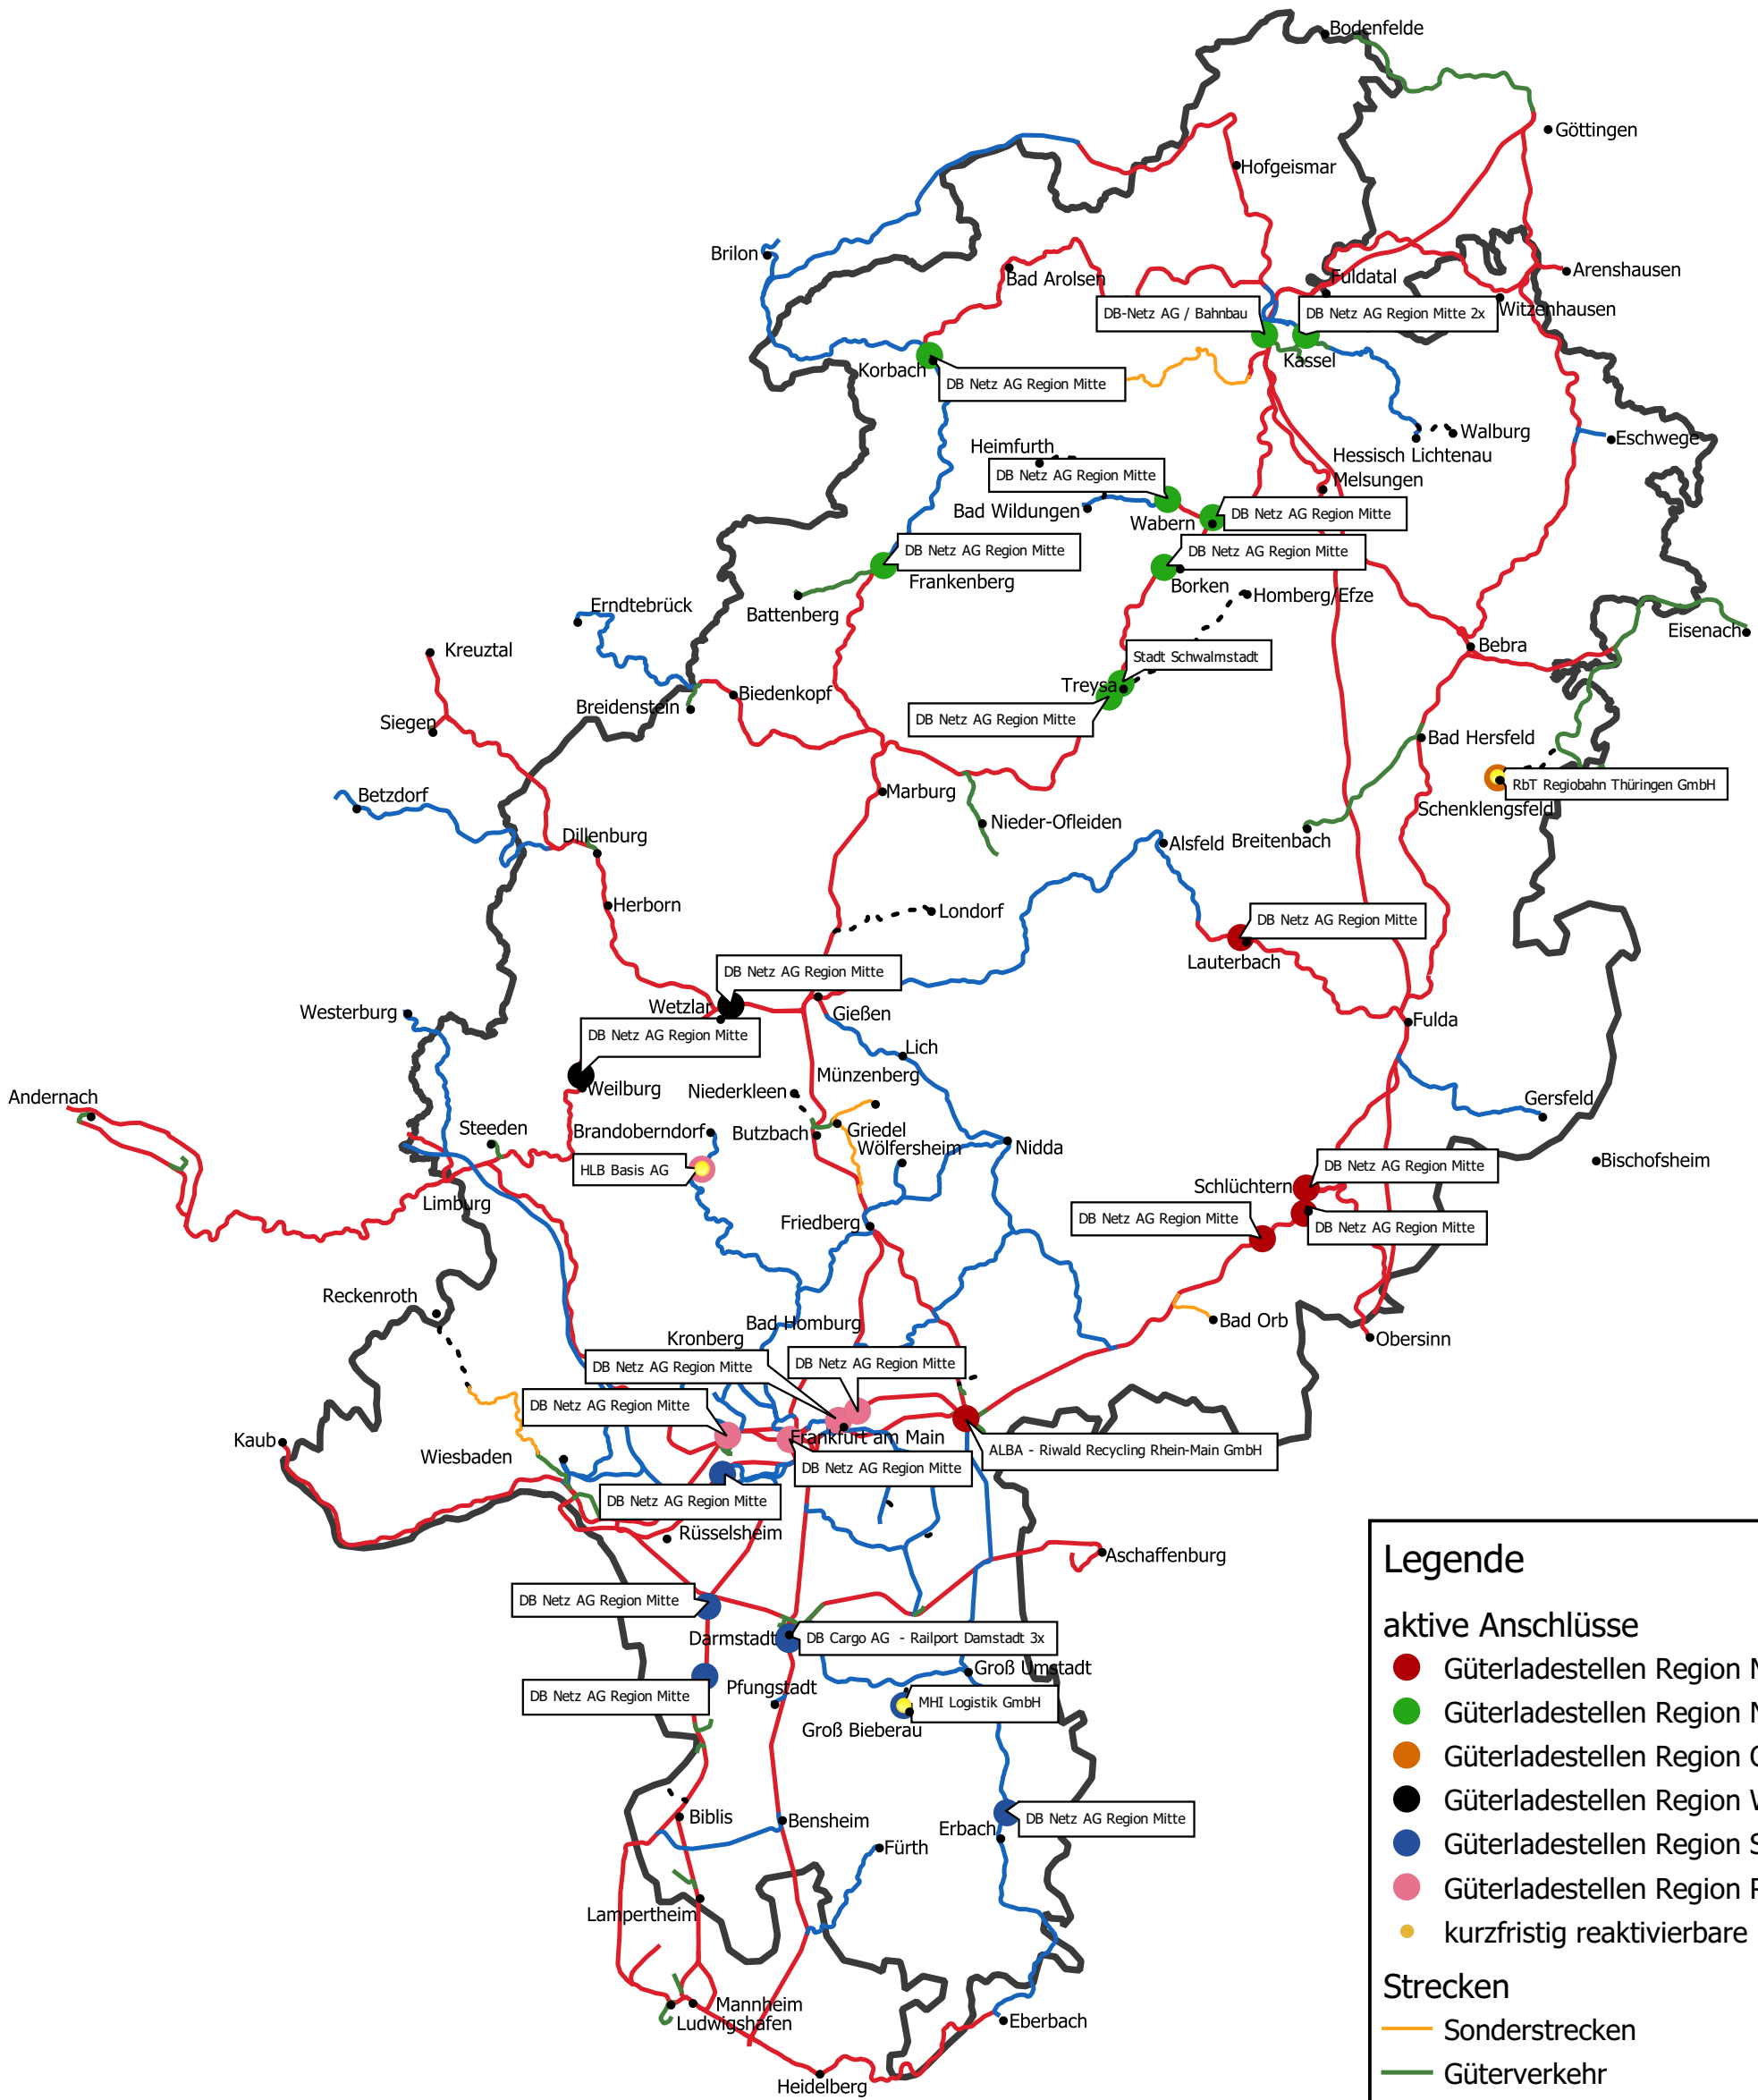 Bodenfelde
Göttingen
Hofgeismar
Brilon
Bad Arolsen
Fuldatal
Arenshausen
Witzenhausen
DB-Netz AG / Bahnbau
DB Netz AG Region Mitte 2x
Kassel
Korbach
DB Netz AG Region Mitte
Walburg
Eschwege
Heimfurth
Hessisch Lichtenau
DB Netz AG Region Mitte
Melsungen
Bad Wildungen
DB Netz AG Region Mitte
Wabern
DB Netz AG Region Mitte
DB Netz AG Region Mitte
Frankenberg
Borken
Homberg/Efze
Battenberg
Erndtebrück
Eisenach
Kreuztal
Bebra
Stadt Schwalmstadt
Treysa
Biedenkopf
Breidenstein
Siegen
DB Netz AG Region Mitte
Bad Hersfeld
RbT Regiobahn Thüringen GmbH
Betzdorf
Marburg
Schenklengsfeld
Nieder-Ofleiden
Dillenburg
Alsfeld
Breitenbach
Herborn
Londorf
DB Netz AG Region Mitte
Lauterbach
DB Netz AG Region Mitte
Wetzlar
Westerburg
Gießen
Fulda
DB Netz AG Region Mitte
Lich
Münzenberg
Weilburg
Niederkleen
Andernach
Gersfeld
Steeden
Brandoberndorf
Butzbach
Griedel
Wölfersheim
Nidda
Bischofsheim
HLB Basis AG
DB Netz AG Region Mitte
Schlüchtern
Limburg
Friedberg
DB Netz AG Region Mitte
DB Netz AG Region Mitte
Reckenroth
Bad Homburg
Bad Orb
Kronberg
Obersinn
DB Netz AG Region Mitte
DB Netz AG Region Mitte
DB Netz AG Region Mitte
Kaub
Frankfurt am Main
Wiesbaden
ALBA - Riwald Recycling Rhein-Main GmbH
DB Netz AG Region Mitte
DB Netz AG Region Mitte
Rüsselsheim
Aschaffenburg
DB Netz AG Region Mitte
Darmstadt
DB Cargo AG - Railport Damstadt 3x
Groß Umstadt
Pfungstadt
DB Netz AG Region Mitte
MHI Logistik GmbH
Groß Bieberau
Biblis
Bensheim
DB Netz AG Region Mitte
Erbach
Fürth
Lampertheim
Mannheim
Ludwigshafen
Eberbach
Heidelberg
Legende
aktive Anschlüsse
Güterladestellen Region
Güterladestellen Region
Güterladestellen Region
Güterladestellen Region
Güterladestellen Region
Güterladestellen Region
kurzfristig reaktivierbare
Strecken
Sonderstrecken
Güterverkehr